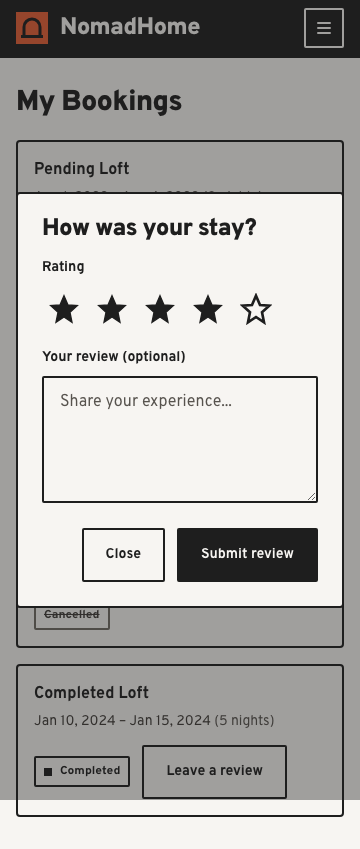 NomadHome
My Bookings
Pending Loft
How was your stay?
Rating
Your review (optional)
Share your experience...
Close
Submit review
Cancelled
Completed Loft
Jan 10, 2024 – Jan 15, 2024 (5 nights)
Completed
Leave a review